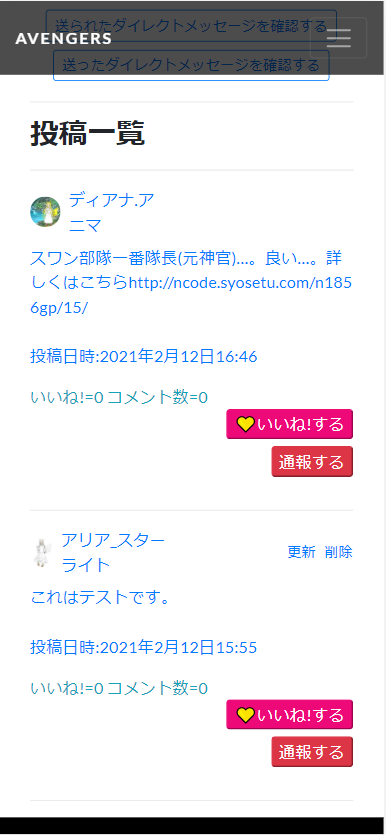 送られたダイレクトメッセージを確認する
AVENGERS
送ったダイレクトメッセージを確認する
投稿一覧
ディアナ.ア
ニマ
スワン部隊一番隊長(元神官)…。良い…。詳
しくはこちらhttp://ncode.syosetu.com/n185
6gp/15/
投稿日時:2021年2月12日16:46
いいね!=0 コメント数=0
いいね!する
通報する
アリア_スター
ライト
更新 削除
これはテストです。
投稿日時:2021年2月12日15:55
いいね!=0 コメント数=0
いいね!する
通報する